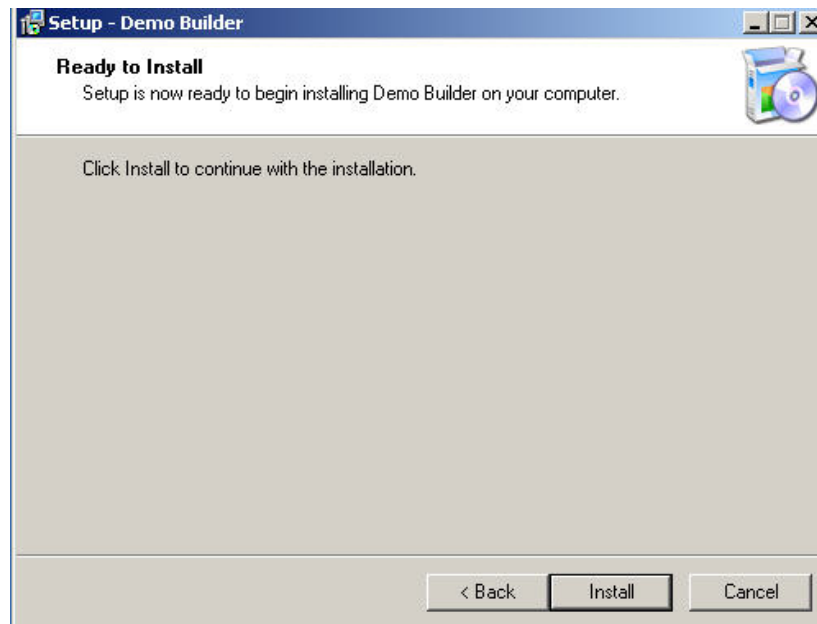 Setup - Demo Builder
Ready to Install
Setup is now ready to begin installing Demo Builder on your computer.
Click Install to continue with the installation.
< Back Install Cancel